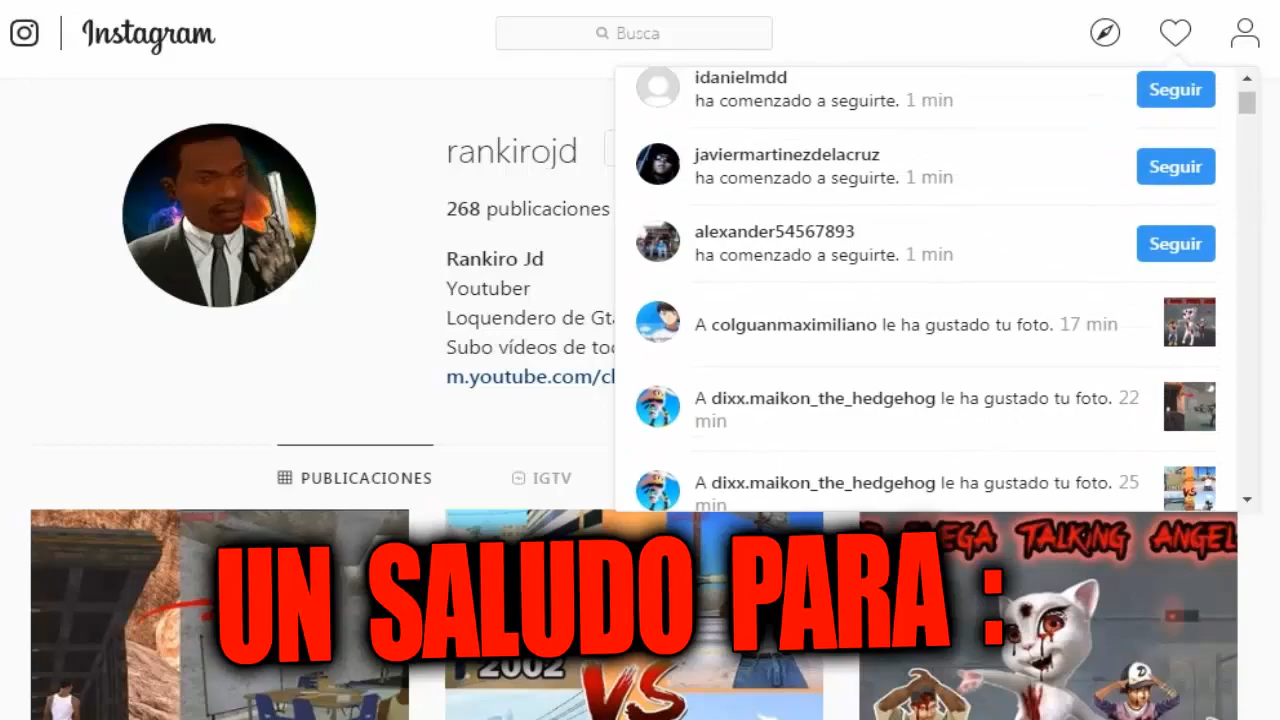 Instagram
Busca
rankirojd
268 publicaciones
Rankiro Jd
Youtuber
Loquendero de Gta
Subo vídeos de
m.youtube.com/
idanielmdd
ha comenzado a seguirte. 1 min
Seguir
javiermartinezdelacruz
ha comenzado a seguirte. 1 min
Seguir
alexander54567893
ha comenzado a seguirte. 1 min
Seguir
A colguanmaximiliano le ha gustado tu foto. 17 min
A dixx.maikon_the_hedgehog le ha gustado tu foto. 22
min
A dixx.maikon_the_hedgehog le ha gustado tu foto. 25
min
PUBLICACIONES
IGTV
UN SALUDO PARA :
2002
VS
TALKING ANGEL